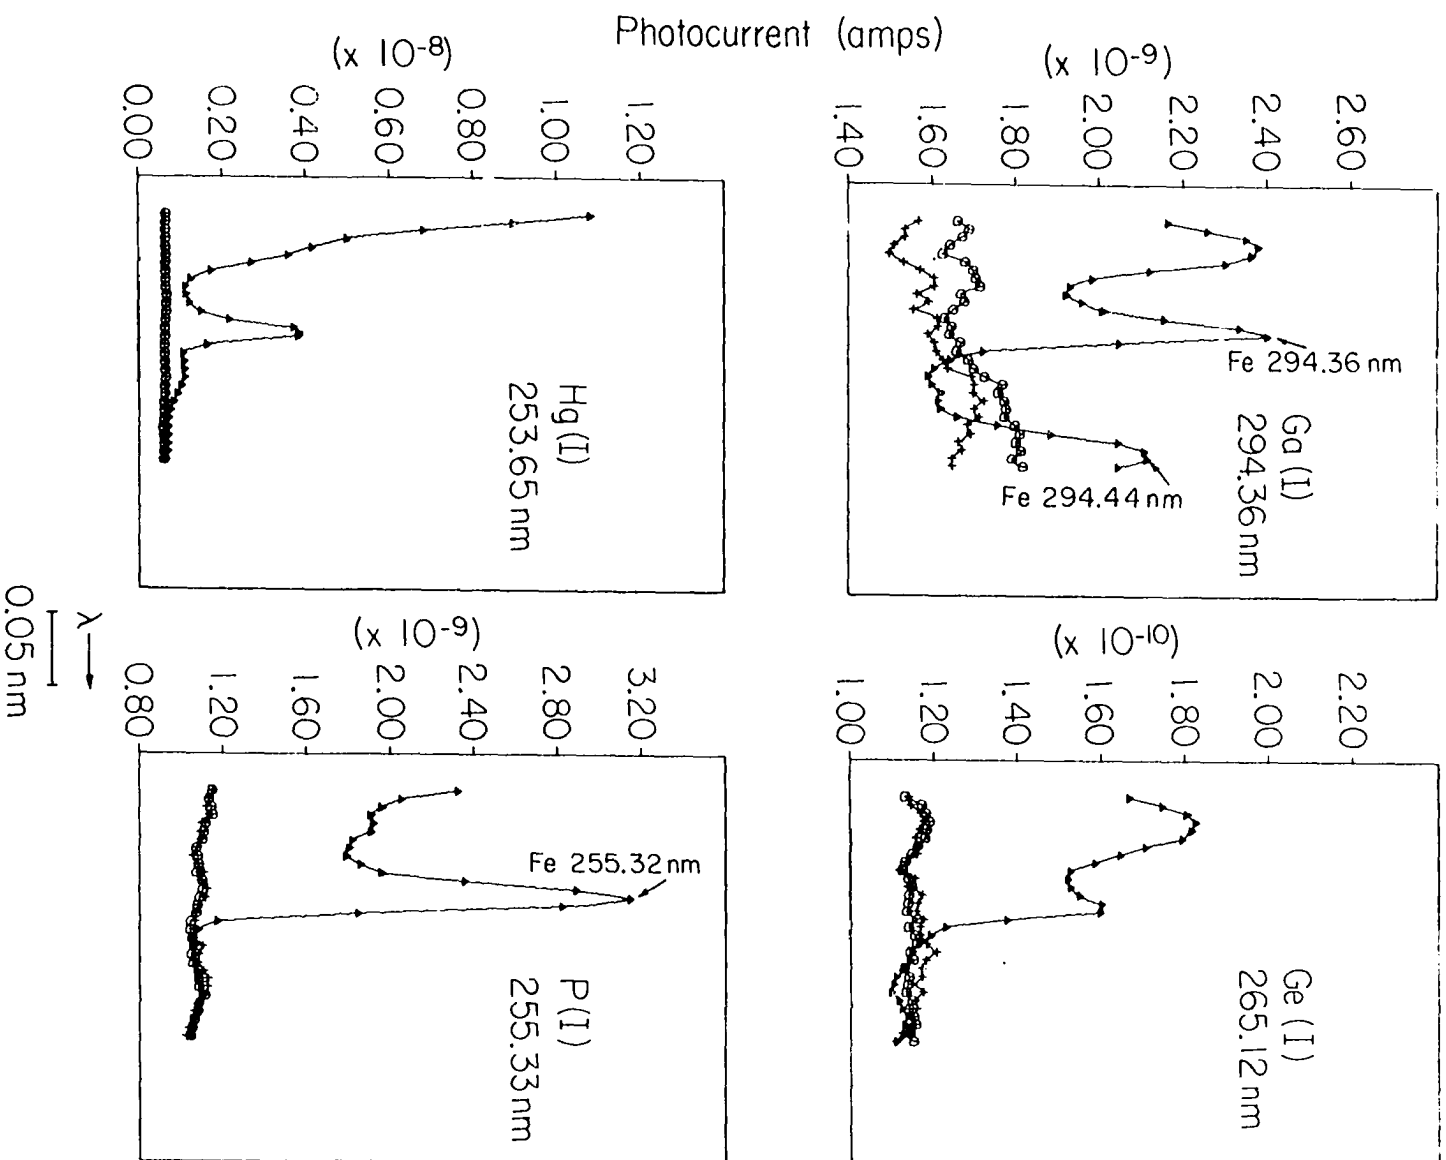 Photocurrent (amps)
(x 10-8)
0.00
0.20
0.40
0.60
0.80
1.00
1.20
Hg (I)
253.65 nm
(x 10-9)
1.40
1.60
1.80
2.00
2.20
2.40
2.60
Fe 294.36 nm
Ga (I)
294.36 nm
Fe 294.44 nm
(x 10-9)
0.80
1.20
1.60
2.00
2.40
2.80
3.20
Fe 255.32 nm
P (I)
255.33 nm
(x 10-10)
1.00
1.20
1.40
1.60
1.80
2.00
2.20
Ge (I)
265.12 nm
λ →
0.05 nm